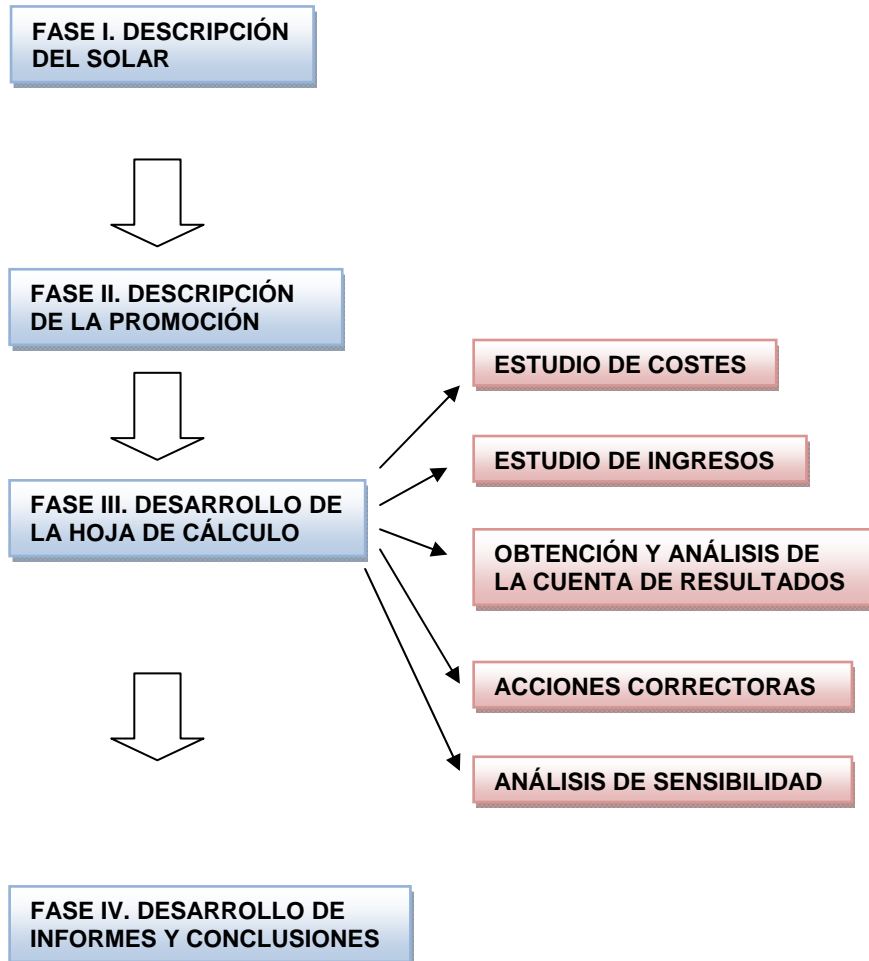 FASE I. DESCRIPCIÓN
DEL SOLAR
FASE II. DESCRIPCIÓN
DE LA PROMOCIÓN
FASE III. DESARROLLO DE
LA HOJA DE CÁLCULO
ESTUDIO DE COSTES
ESTUDIO DE INGRESOS
OBTENCIÓN Y ANÁLISIS DE
LA CUENTA DE RESULTADOS
ACCIONES CORRECTORAS
ANÁLISIS DE SENSIBILIDAD
FASE IV. DESARROLLO DE
INFORMES Y CONCLUSIONES